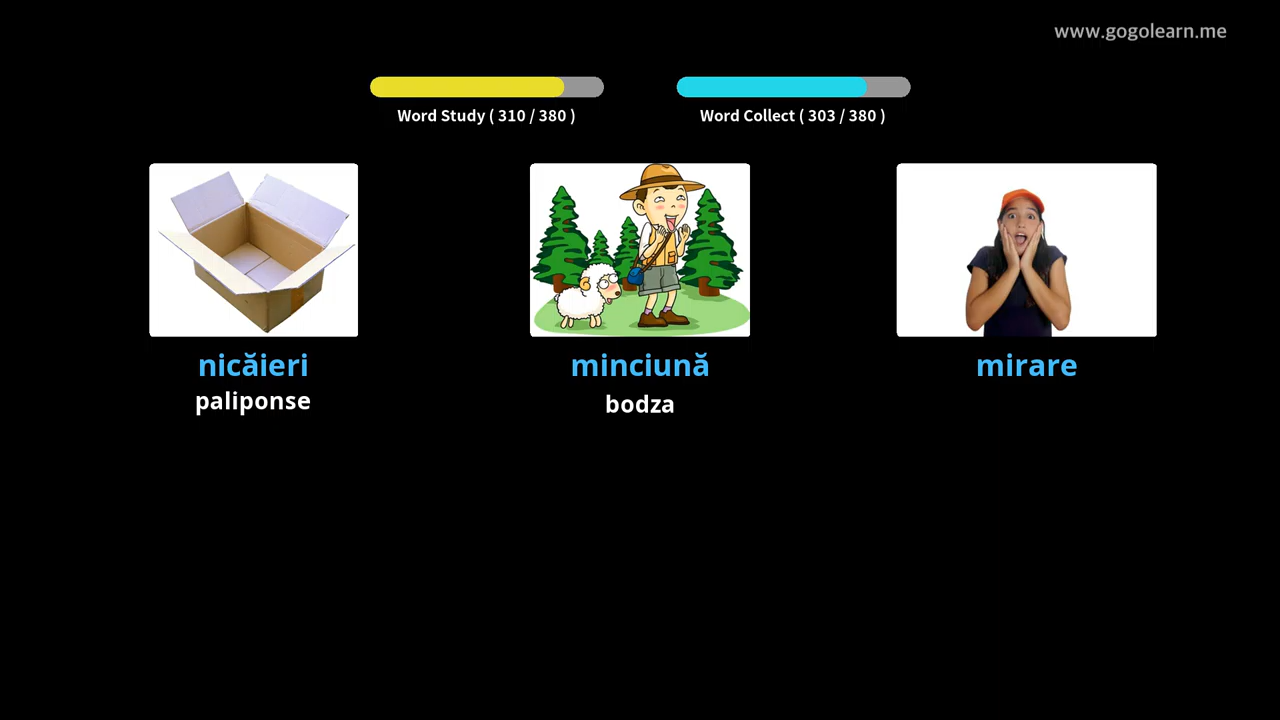 www.gogolearn.me
Word Study ( 310 / 380 )
Word Collect ( 303 / 380 )
nicăieri
minciună
mirare
paliponse
bodza